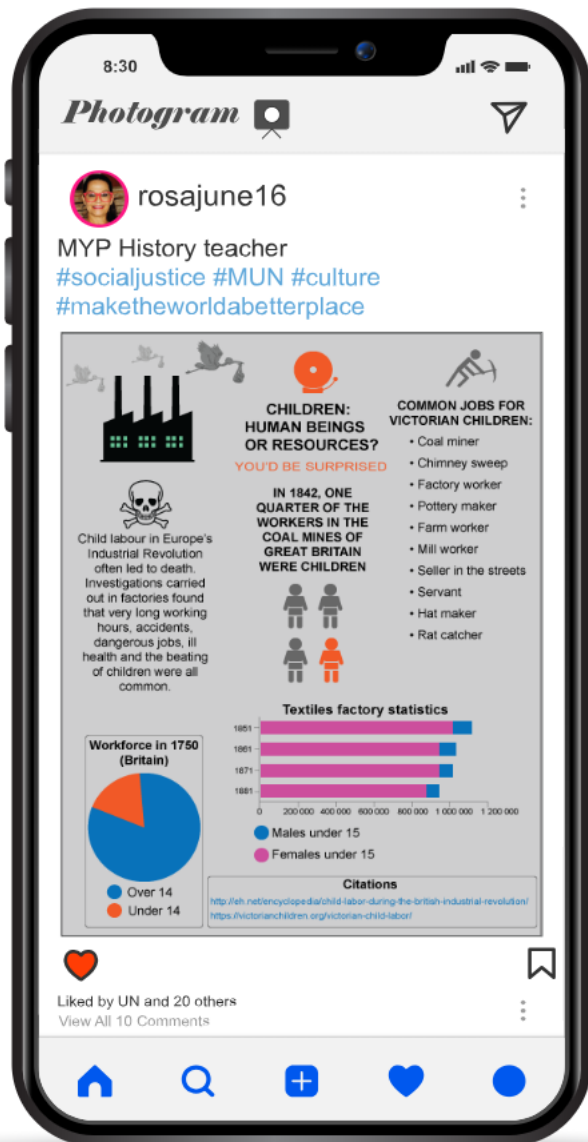 8:30
Photogram
rosajune16
MYP History teacher
#socialjustice #MUN #culture
#maketheworldabetterplace
CHILDREN:
HUMAN BEINGS
OR RESOURCES?
YOU'D BE SURPRISED
IN 1842, ONE
QUARTER OF THE
WORKERS IN THE
COAL MINES OF
GREAT BRITAIN
WERE CHILDREN
COMMON JOBS FOR
VICTORIAN CHILDREN:
• Coal miner
• Chimney sweep
• Factory worker
• Pottery maker
• Farm worker
• Mill worker
• Seller in the streets
• Servant
• Hat maker
• Rat catcher
Child labour in Europe's
Industrial Revolution
often led to death.
Investigations carried
out in factories found
that very long working
hours, accidents,
dangerous jobs, ill
health and the beating
of children were all
common.
Textiles factory statistics
1851
1861
1871
1881
0 200 000 400 000 600 000 800 000 1 000 000 1 200 000
Males under 15
Females under 15
Workforce in 1750
(Britain)
Over 14
Under 14
Citations
http://eh.net/encyclopedia/child-labor-during-the-british-industrial-revolution/
https://victorianchildren.org/victorian-child-labor/
Liked by UN and 20 others
View All 10 Comments